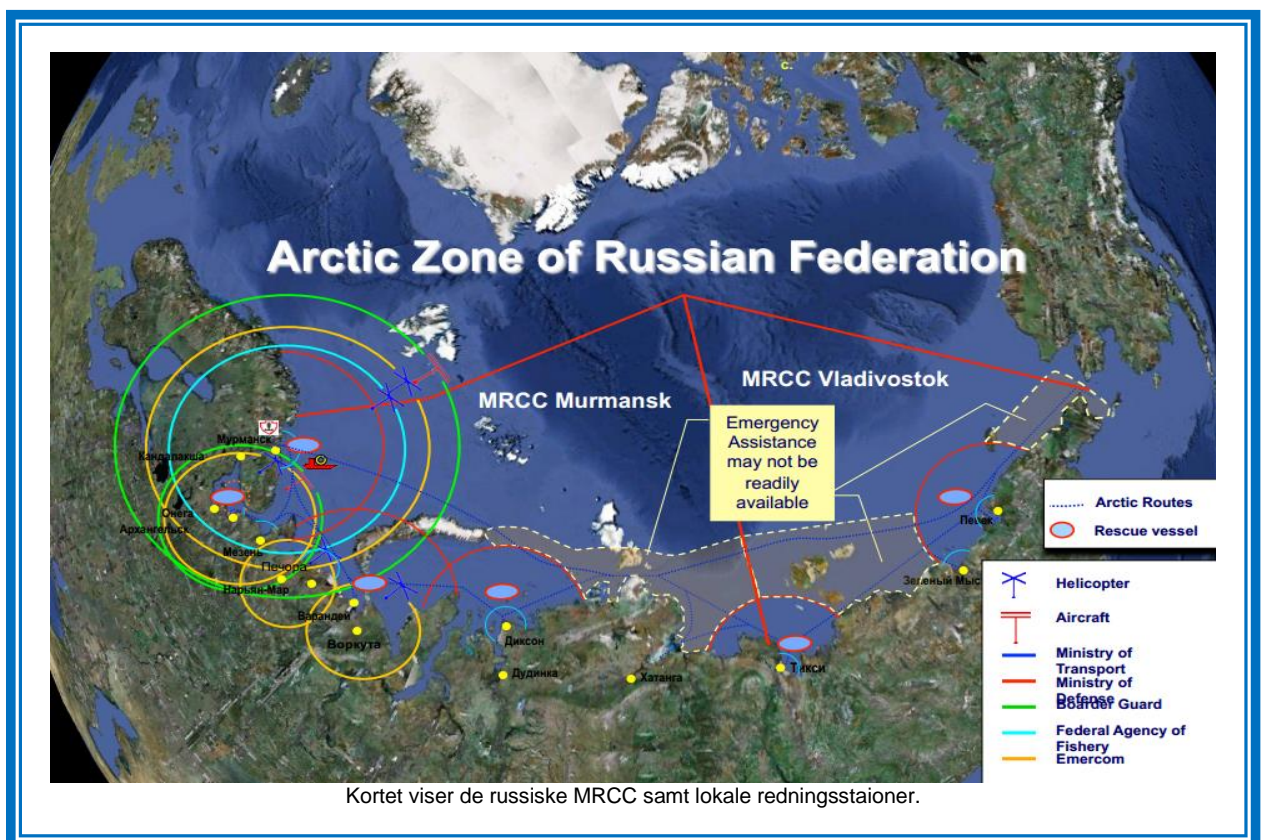 C.
Arctic Zone of Russian Federation
MRCC Vladivostok
MRCC Murmansk
Emergency
Assistance
may not be
readily
available
Мурманск
Кандалакша
Онега
Архангельск
Мезень
Печора
Нарьян-Мар
Варандей
Воркута
Диксон
Дудинка
Хатанга
Тикси
Певек
Зеленый Мыс
Arctic Routes
Rescue vessel
Helicopter
Aircraft
Ministry of
Transport
Ministry of
Defense
Boarder Guard
Federal Agency of
Fishery
Emercom
Kortet viser de russiske MRCC samt lokale redningsstaioner.